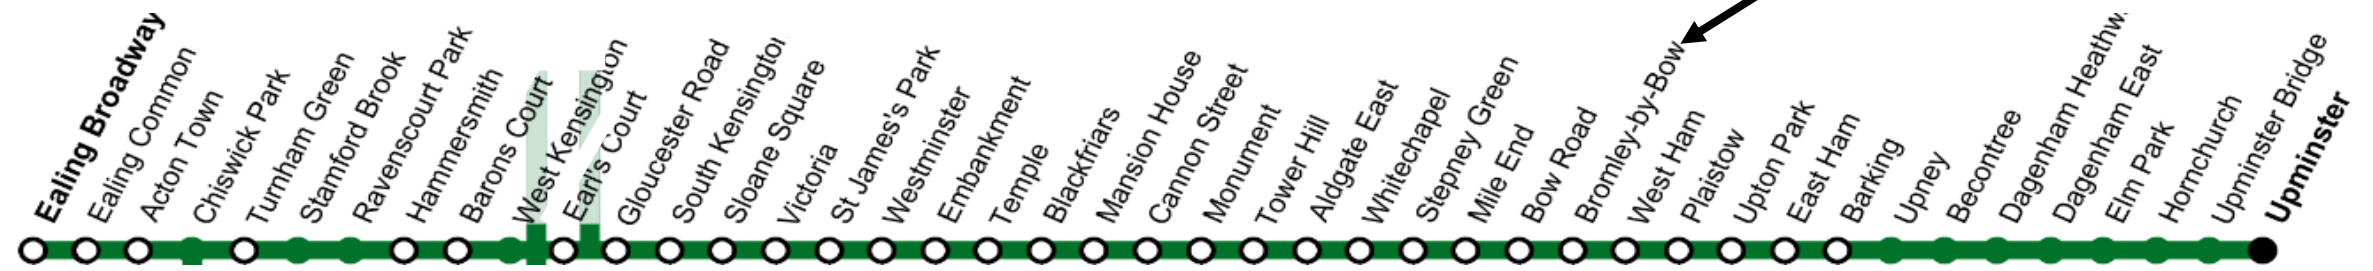 Ealing Broadway
Ealing Common
Acton Town
Chiswick Park
Turnham Green
Stamford Brook
Ravenscourt Park
Hammersmith
Barons Court
West Kensington
Earl's Court
Gloucester Road
South Kensington
Sloane Square
Victoria
St James's Park
Westminster
Embankment
Temple
Blackfriars
Mansion House
Cannon Street
Monument
Tower Hill
Aldgate East
Whitechapel
Stepney Green
Mile End
Bow Road
Bromley-by-Bow
West Ham
Plaistow
Upton Park
East Ham
Barking
Upney
Becontree
Dagenham Heathw
Dagenham East
Elm Park
Hornchurch
Upminster Bridge
Upminster